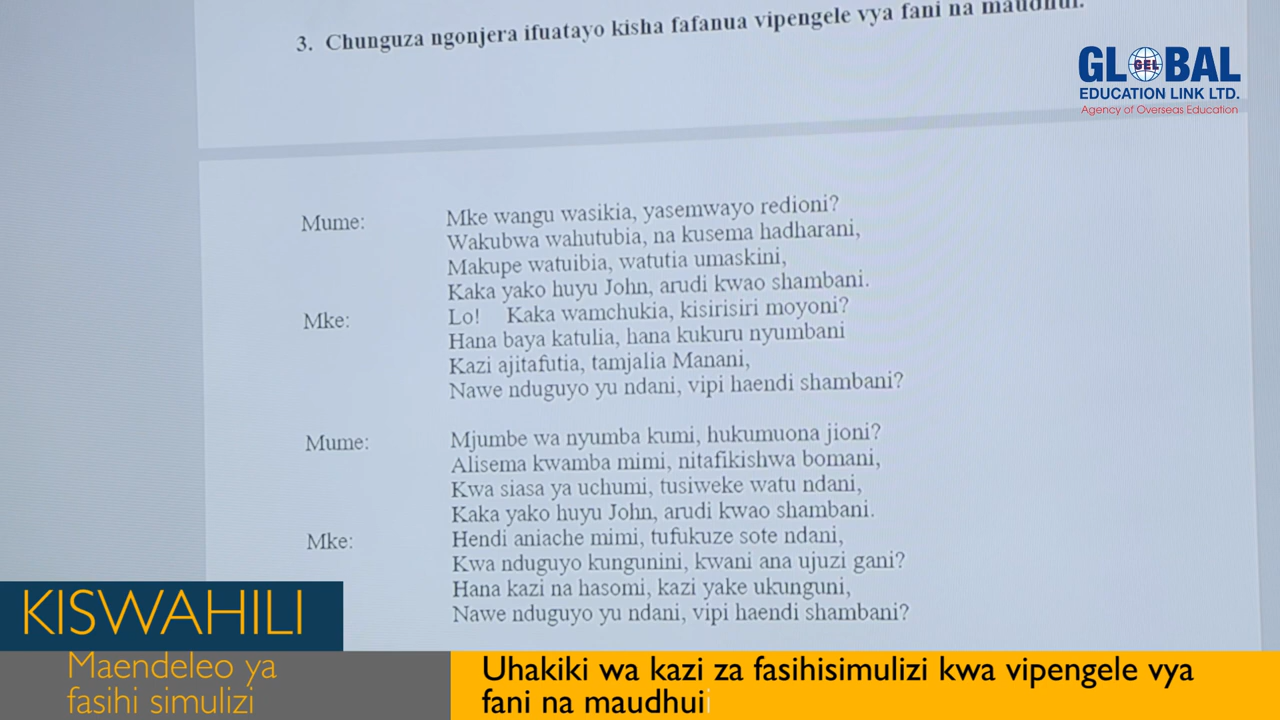 3. Chunguza ngonjera ifuatayo kisha fafanua vipengele vya fani na maudhui.
GLOBAL
GEL
EDUCATION LINK LTD.
Agency of Overseas Education
Mume: Mke wangu wasikia, yasemwayo redioni?
Wakubwa wahutubia, na kusema hadharani,
Makupe watuibia, watutia umaskini,
Kaka yako huyu John, arudi kwao shambani.
Mke: Lo! Kaka wamchukia, kisirisiri moyoni?
Hana baya katulia, hana kukuru nyumbani
Kazi ajitafutia, tamjalia Manani,
Nawe nduguyo yu ndani, vipi haendi shambani?
Mume: Mjumbe wa nyumba kumi, hukumuona jioni?
Alisema kwamba mimi, nitafikishwa bomani,
Kwa siasa ya uchumi, tusiweke watu ndani,
Kaka yako huyu John, arudi kwao shambani.
Mke: Hendi aniache mimi, tufukuze sote ndani,
Kwa nduguyo kungunini, kwani ana ujuzi gani?
Hana kazi na hasomi, kazi yake ukunguni,
Nawe nduguyo yu ndani, vipi haendi shambani?
KISWAHILI
Maendeleo ya
fasihi simulizi
Uhakiki wa kazi za fasihisimulizi kwa vipengele vya
fani na maudhui